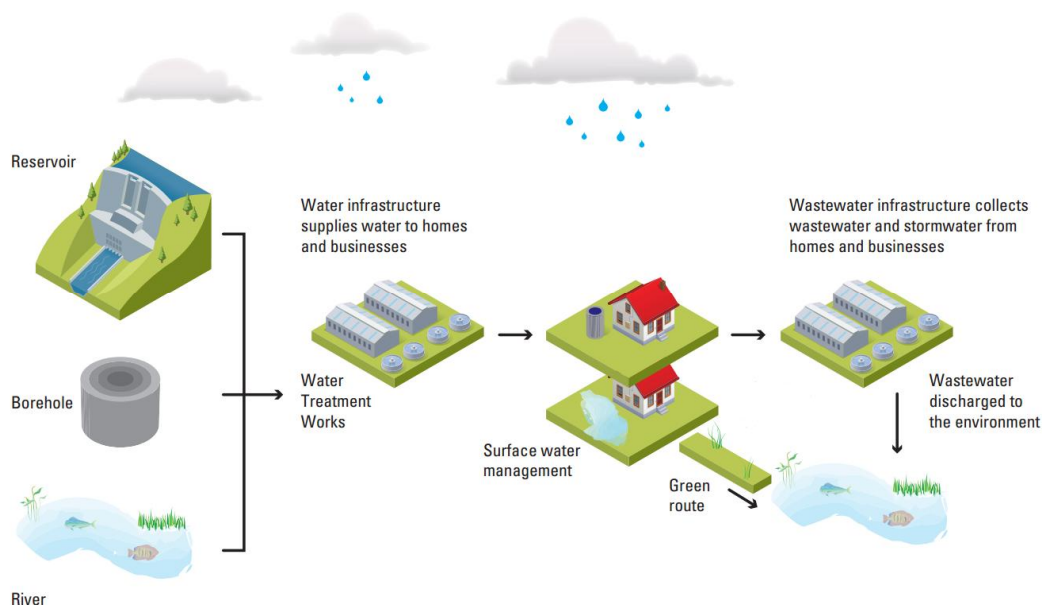 Reservoir
Water infrastructure
supplies water to homes
and businesses
Wastewater infrastructure collects
wastewater and stormwater from
homes and businesses
Borehole
Water
Treatment
Works
Wastewater
discharged to
the environment
Surface water
management
Green
route
River